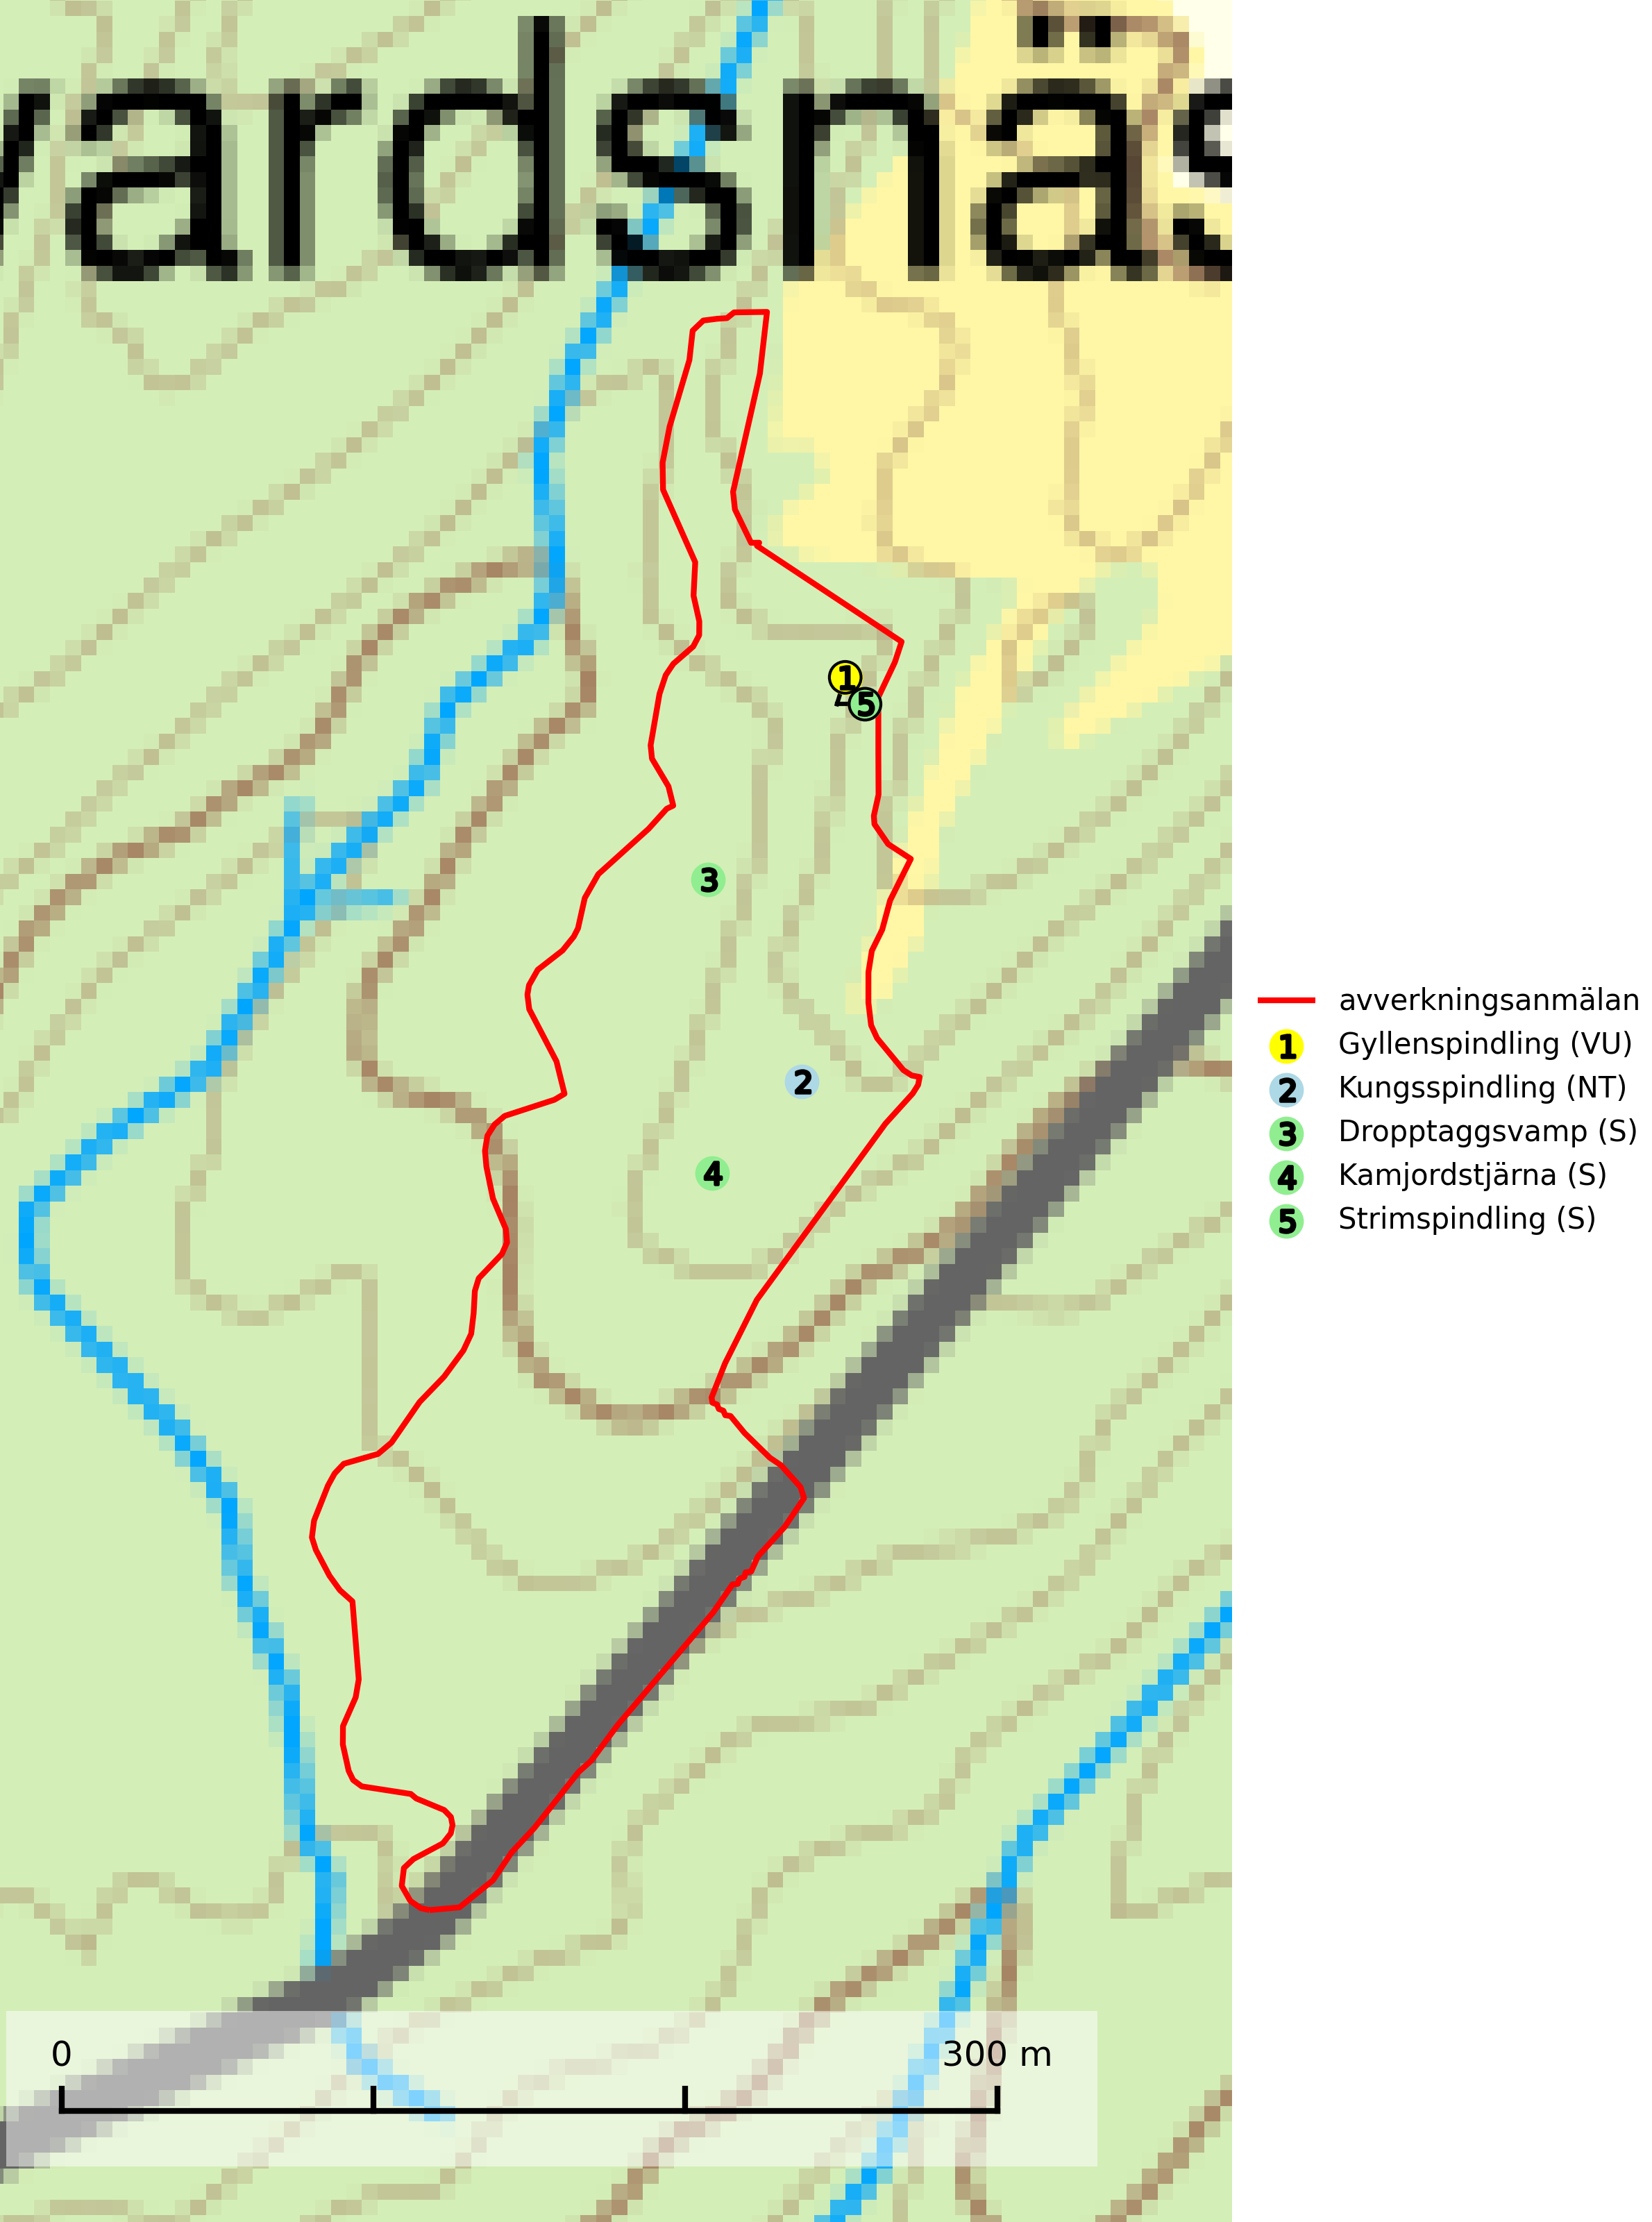 vardsnäs
1
5
3
2
4
avverkningsanmälan
1 Gyllenspindling (VU)
2 Kungsspindling (NT)
3 Dropptaggsvamp (S)
4 Kamjordstjärna (S)
5 Strimspindling (S)
0 300 m